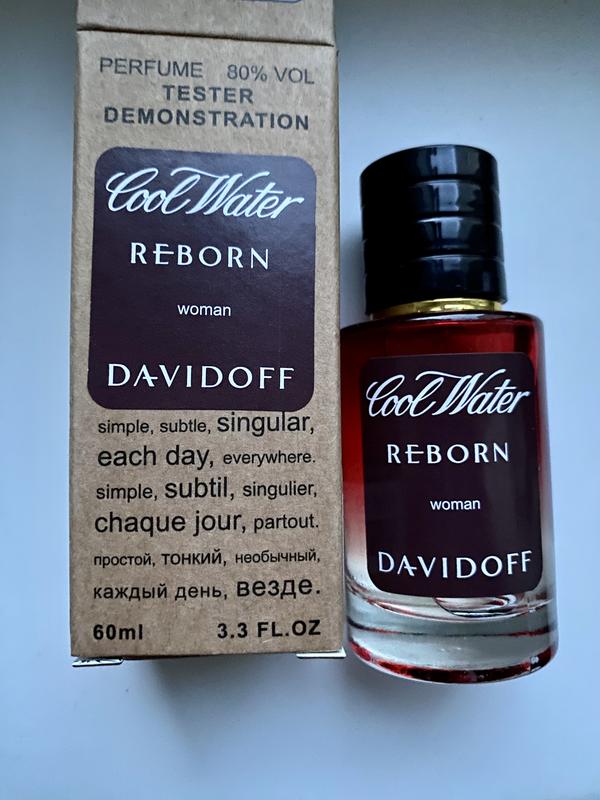 PERFUME 80% VOL
TESTER
DEMONSTRATION
Cool Water
REBORN
woman
DAVIDOFF
simple, subtle, singular,
each day, everywhere.
simple, subtil, singulier,
chaque jour, partout.
простой, тонкий, необычный,
каждый день, везде.
60ml 3.3 FL.OZ
Cool Water
REBORN
woman
DAVIDOFF